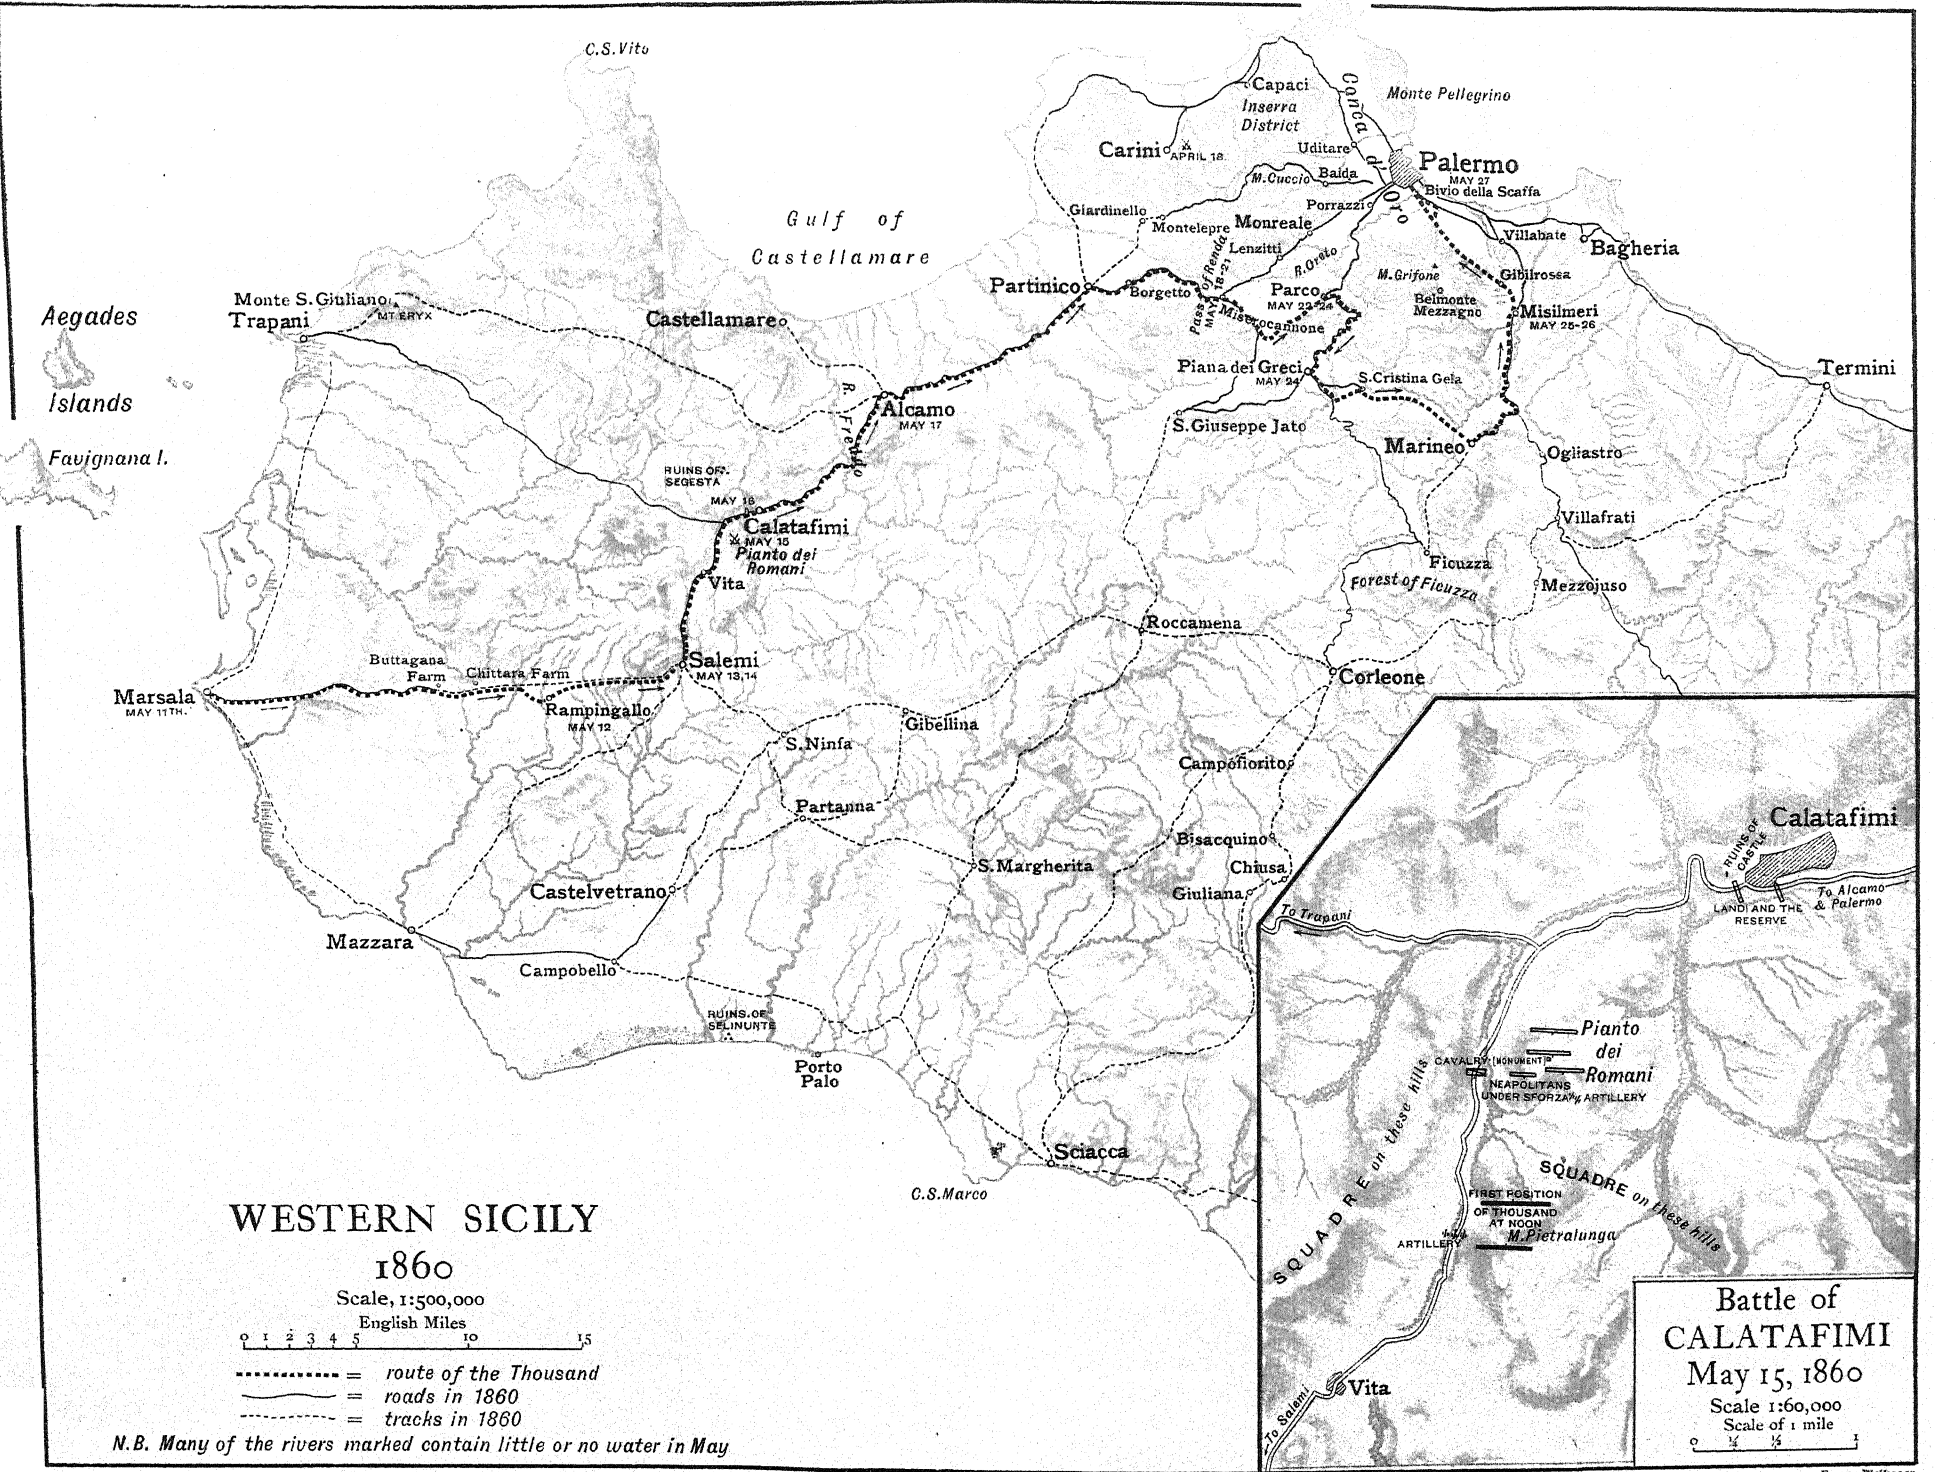 C.S.Vito
Capaci
Inserra
District
Conca d'Oro
Monte Pellegrino
Carini
APRIL 18.
Uditare
Palermo
MAY 27
Bivio della Scaffa
M.Cuccio
Baida
Porrazzi
Giardinello
Montelepre
Monreale
Lenzitti
Villabate
Bagheria
Gulf of
Castellamare
R.Oreto
M.Grifone
Gibilrossa
Partinico
Borgetto
Pass of Renda
MAY 18-21
Parco
MAY 22-24
Belmonte
Mezzagno
Misilmeri
MAY 25-26
Miserocannone
Monte S.Giuliano
MT ERYX
Trapani
Castellamare
Aegades
Islands
Favignana I.
Piana dei Greci
MAY 24
S.Cristina Gela
Termini
R. Freddo
Alcamo
MAY 17
S.Giuseppe Jato
Marineo
Ogliastro
RUINS OF
SEGESTA
MAY 16
Calatafimi
MAY 15
Pianto dei
Romani
Villafrati
Vita
Ficuzza
Forest of Ficuzza
Mezzojuso
Roccamena
Buttagana
Farm
Chittara Farm
Salemi
MAY 13,14
Corleone
Marsala
MAY 11TH.
Rampingallo
MAY 12
Gibellina
S.Ninfa
Campofiorito
Partanna
Bisacquino
S.Margherita
Chiusa
Giuliana
Castelvetrano
Mazzara
Campobello
RUINS OF
SELINUNTE
Porto
Palo
Sciacca
C.S.Marco
WESTERN SICILY
1860
Scale, 1:500,000
English Miles
0 1 2 3 4 5 10 15
= route of the Thousand
= roads in 1860
= tracks in 1860
N.B. Many of the rivers marked contain little or no water in May
Calatafimi
RUINS OF
CASTLE
To Alcamo
& Palermo
LANDI AND THE
RESERVE
To Trapani
Pianto
dei
Romani
CAVALRY
[MONUMENT]
NEAPOLITANS
UNDER SFORZA
ARTILLERY
SQUADRE on these hills
SQUADRE on these hills
FIRST POSITION
OF THOUSAND
AT NOON
M.Pietralunga
ARTILLERY
Vita
To Salemi
Battle of
CALATAFIMI
May 15, 1860
Scale 1:60,000
Scale of 1 mile
0 ¼ ½ 1